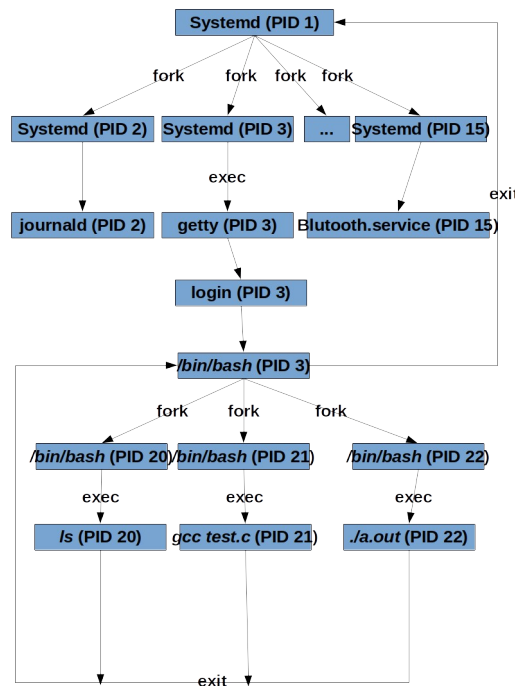 Systemd (PID 1)
fork fork fork fork
Systemd (PID 2) Systemd (PID 3) ... Systemd (PID 15)
exec
exit
journald (PID 2) getty (PID 3) Blutooth.service (PID 15)
login (PID 3)
/bin/bash (PID 3)
fork fork fork
/bin/bash (PID 20) /bin/bash (PID 21) /bin/bash (PID 22)
exec exec exec
ls (PID 20) gcc test.c (PID 21) ./a.out (PID 22)
exit